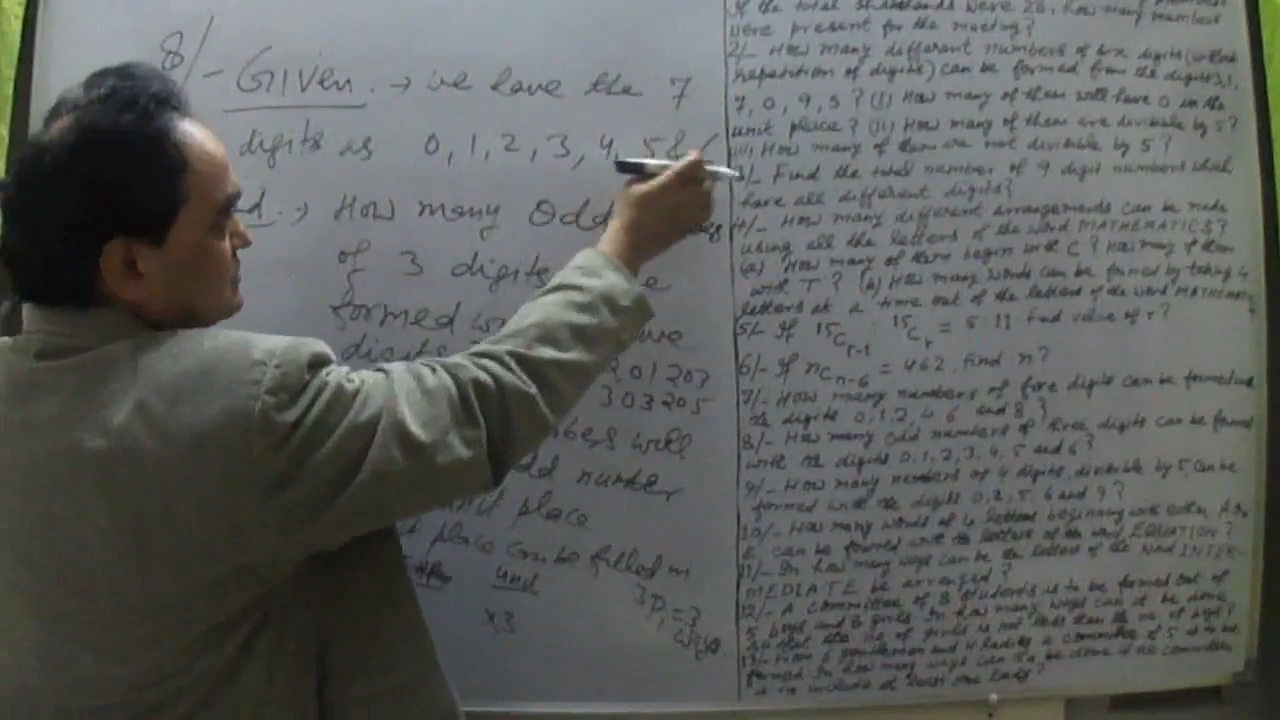 8/- Given. → we have the 7
digits as 0, 1, 2, 3, 4, 5 &
→ How many Odd
of 3 digits
formed
digits 201203
303205
will
odd number
place
place can be filled in
unit
×3
3P1 = 3
ways.
If the total were 28, how many members
were present for the meeting?
2/- How many different numbers of six digits (without
repetition of digits) can be formed from the digits 3, 1,
7, 0, 9, 5? (i) How many of them will have 0 in the
unit place? (ii) How many of them are divisible by 5?
(iii) How many of them are not divisible by 5?
3/- Find the total number of 9 digit numbers which
have all different digits?
4/- How many different arrangements can be made
using all the letters of the word MATHEMATICS?
(a) How many of them begin with C? How many of them
with T? (b) How many words can be formed by taking 4
letters at a time out of the letters of the word MATHEMATIC
5/- If 15Cr-1 : 15Cr = 5:11 find value of r?
6/- If nCn-6 = 462. find n?
7/- How many numbers of five digits can be formed with
the digits 0, 1, 2, 4 6 and 8?
8/- How many odd numbers of three digits can be formed
with the digits 0, 1, 2, 3, 4, 5 and 6?
9/- How many numbers of 4 digits, divisible by 5, can be
formed with the digits 0, 2, 5, 6 and 9?
10/- How many words of 4 letters beginning with either A or
E can be formed with the letters of the word EQUATION?
11/- In how many ways can be the letters of the word INTER-
MEDIATE be arranged?
12/- A committee of 8 students is to be formed out of
5 boys and 8 girls. In how many ways can it be done
so that the no. of girls is not less than the no. of boys?
13/- From 6 gentlemen and 4 ladies a committee of 5 is to be
formed. In how many ways can this be done if the committee
is to include at least one lady?